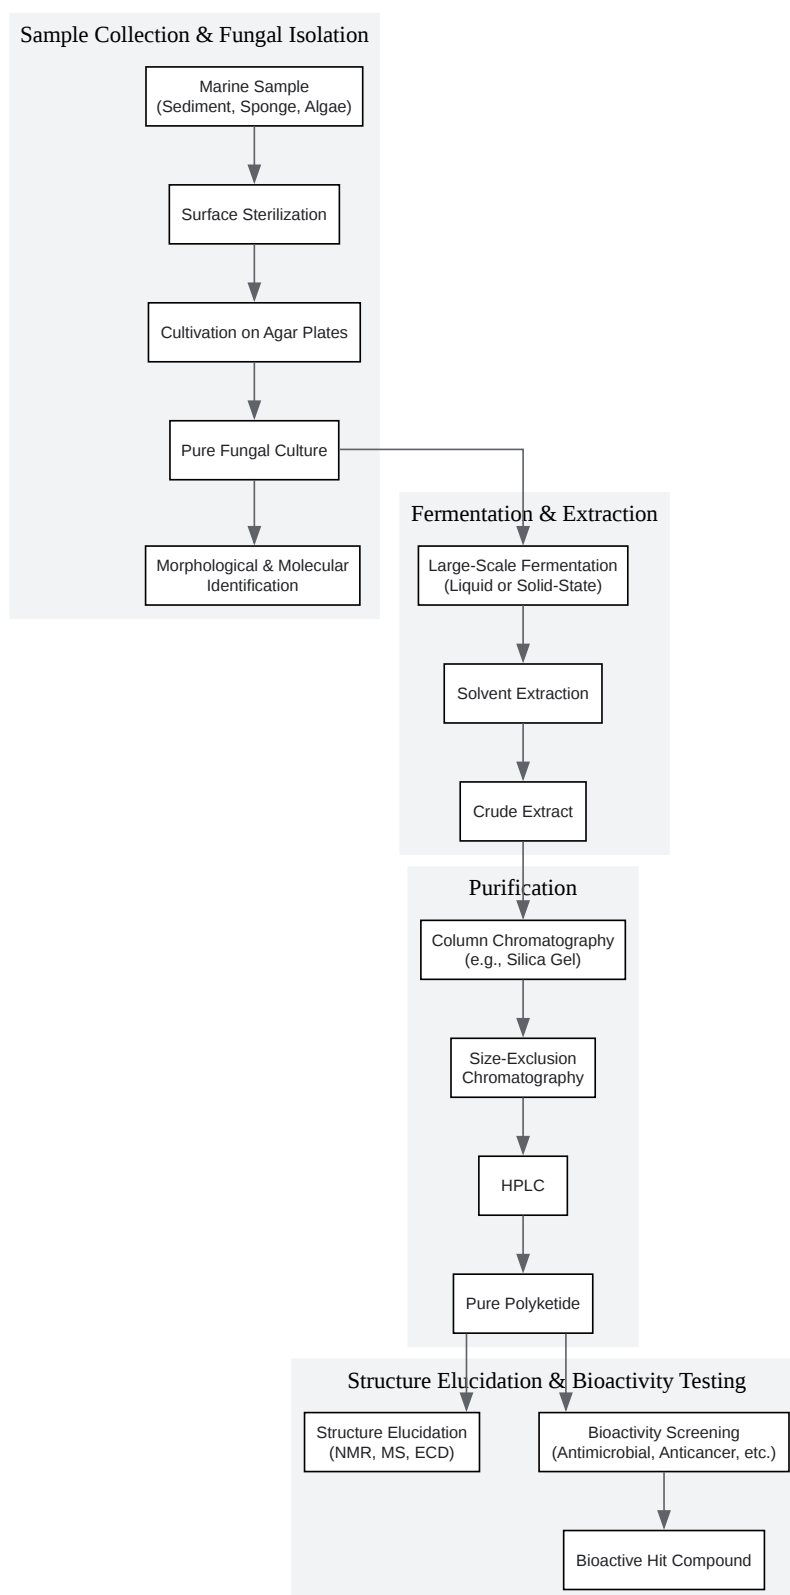 Sample Collection & Fungal Isolation
Marine Sample
(Sediment, Sponge, Algae)
Surface Sterilization
Cultivation on Agar Plates
Pure Fungal Culture
Morphological & Molecular
Identification
Fermentation & Extraction
Large-Scale Fermentation
(Liquid or Solid-State)
Solvent Extraction
Crude Extract
Purification
Column Chromatography
(e.g., Silica Gel)
Size-Exclusion
Chromatography
HPLC
Pure Polyketide
Structure Elucidation & Bioactivity Testing
Structure Elucidation
(NMR, MS, ECD)
Bioactivity Screening
(Antimicrobial, Anticancer, etc.)
Bioactive Hit Compound